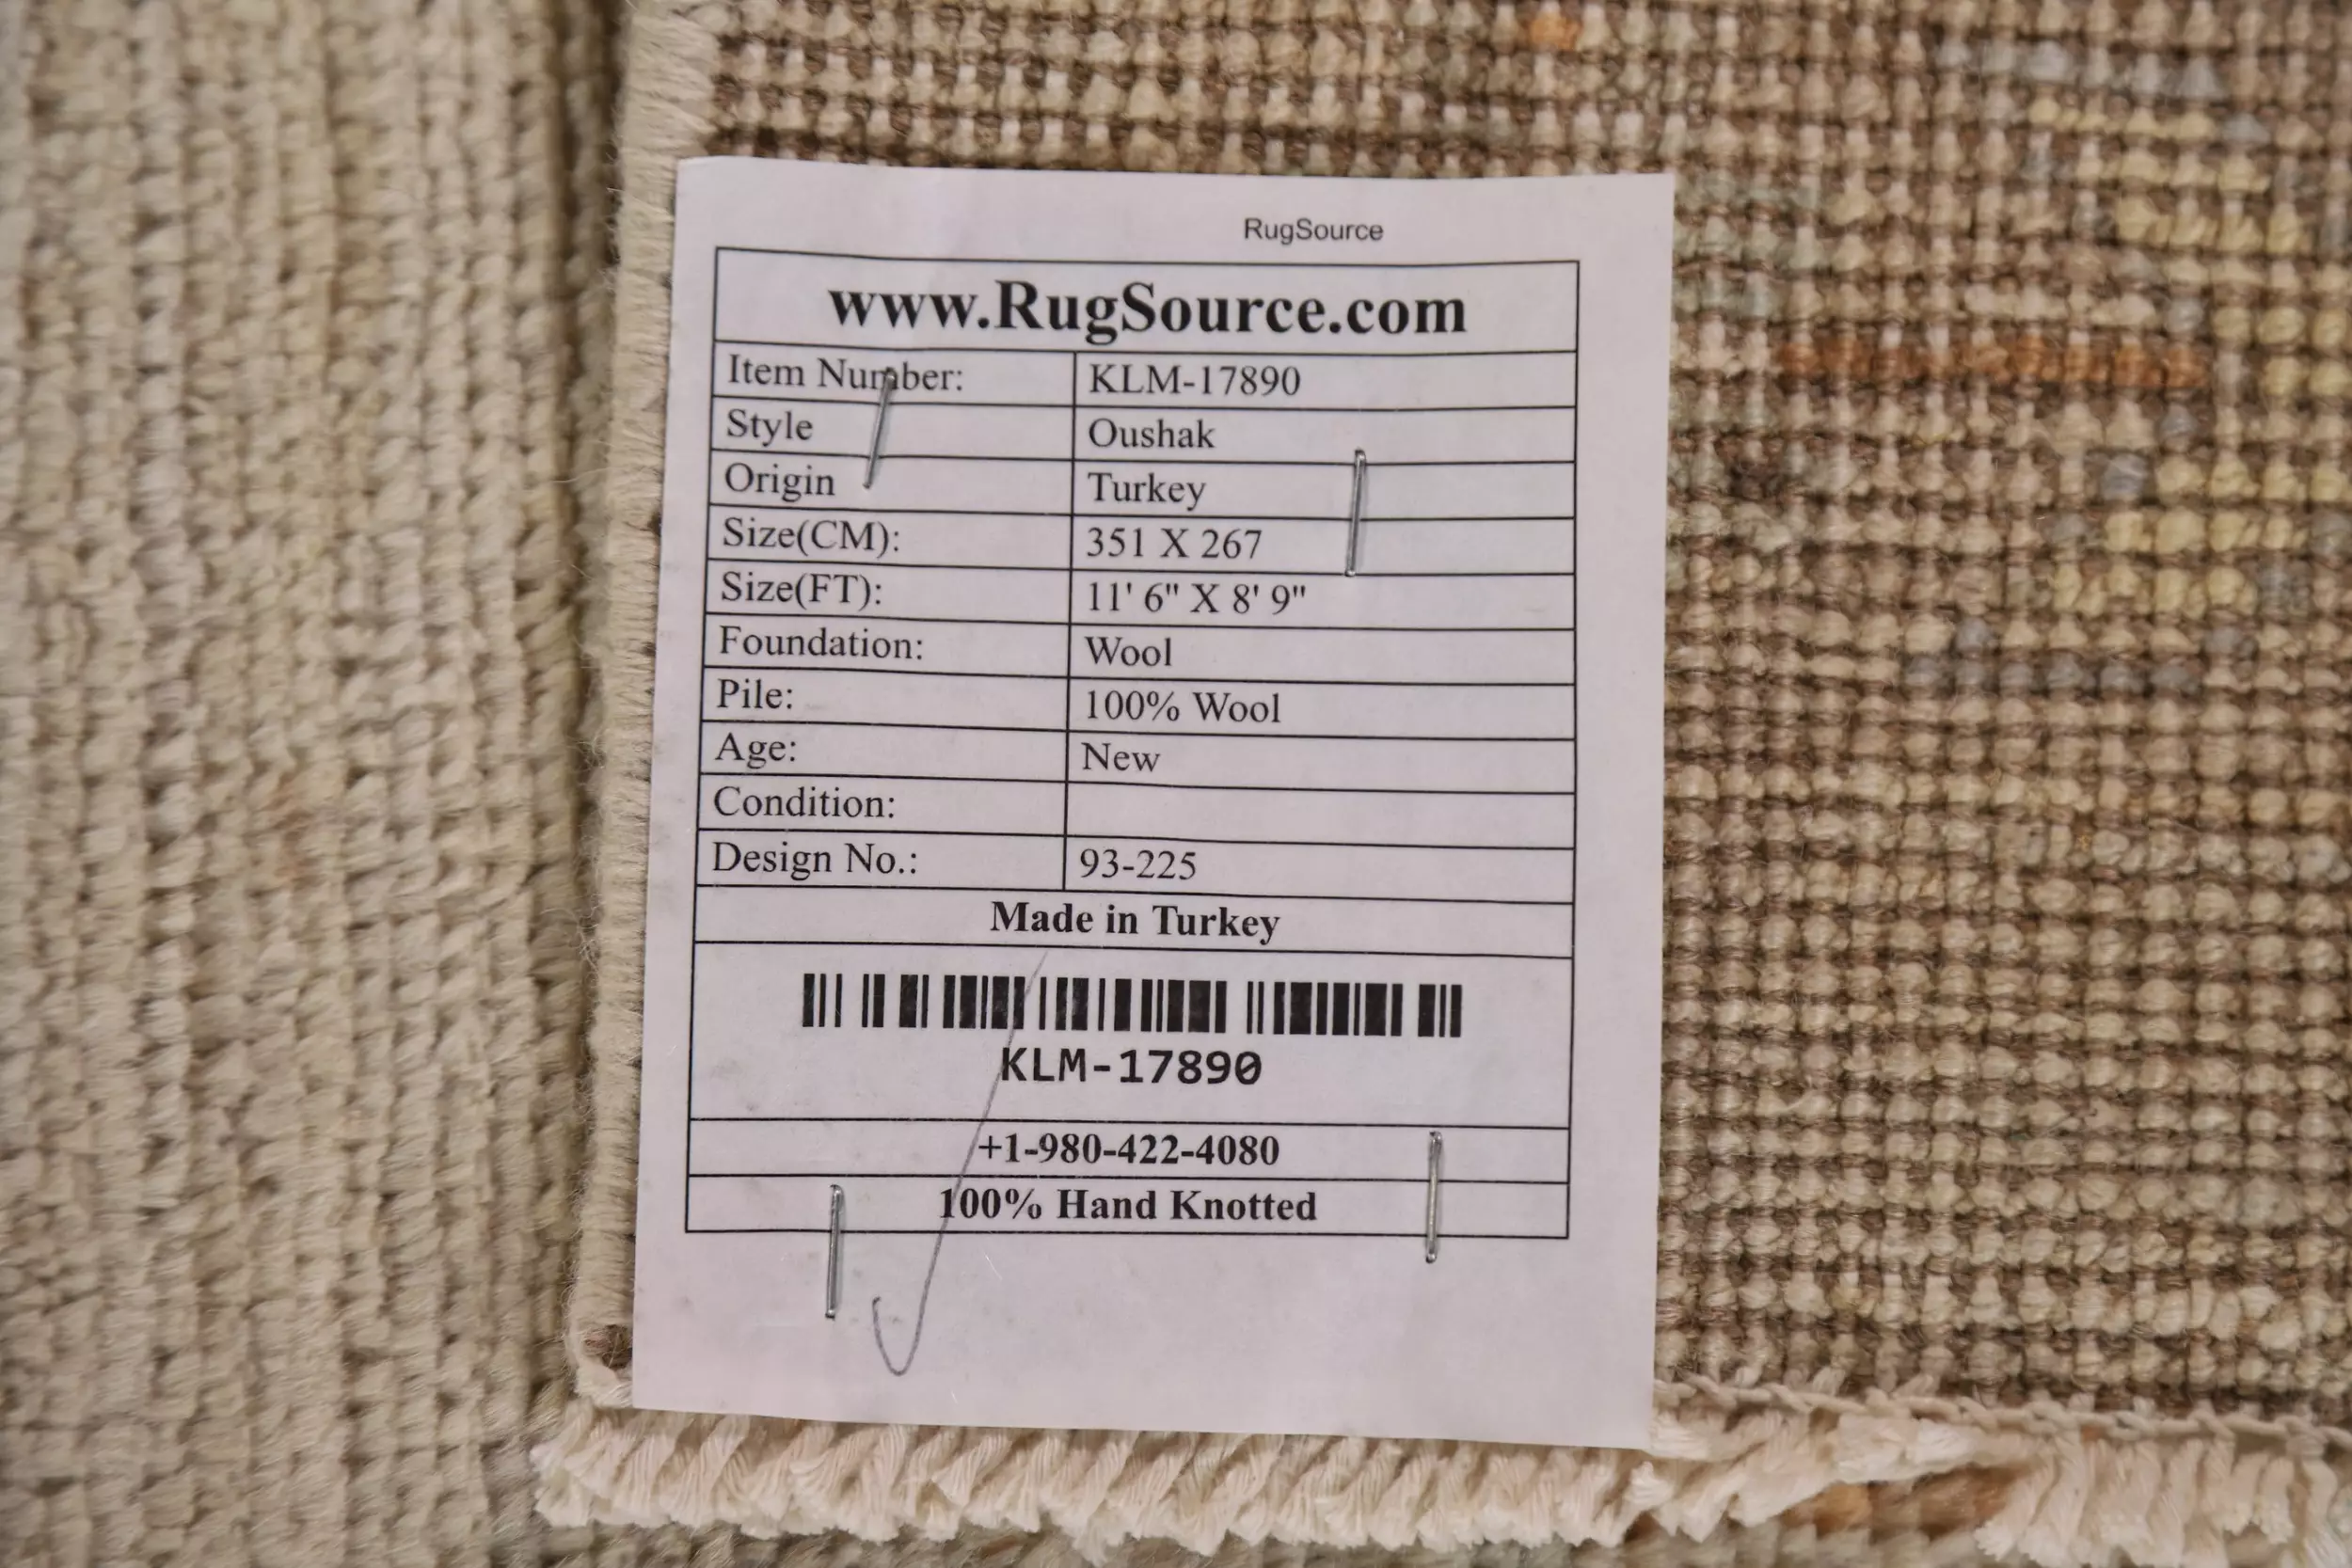 RugSource
www.RugSource.com
Item Number: KLM-17890
Style Oushak
Origin Turkey
Size(CM): 351 X 267
Size(FT): 11' 6" X 8' 9"
Foundation: Wool
Pile: 100% Wool
Age: New
Condition:
Design No.: 93-225
Made in Turkey
KLM-17890
+1-980-422-4080
100% Hand Knotted